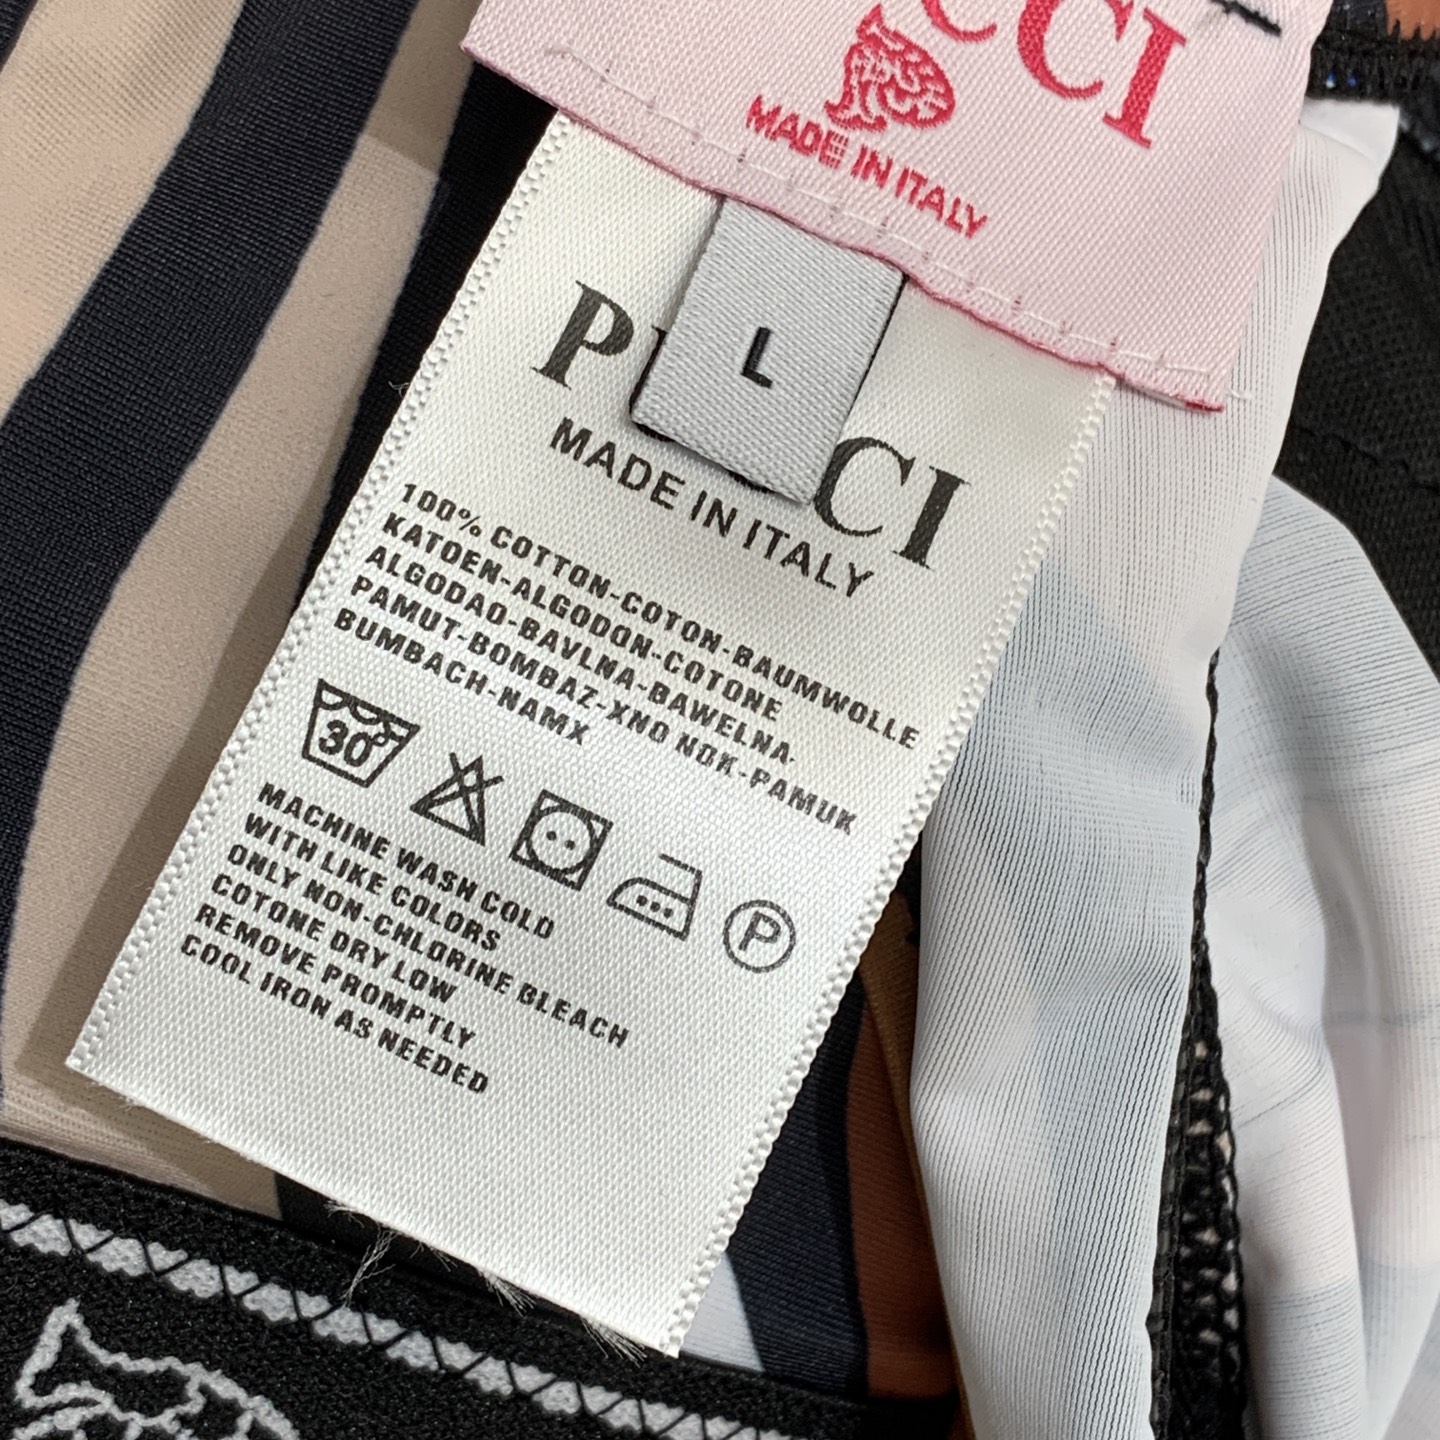 CCI
MADE IN ITALY
L
P CCI
MADE IN ITALY
100% COTTON-COTON-BAUMWOLLE
KATOEN-ALGODON-COTONE
ALGODAO-BAVLNA-BAWELNA-
PAMUT-BOMBAZ-XNO NOK-PAMUK
BUMBACH-NAMX
30°
P
MACHINE WASH COLD
WITH LIKE COLORS
ONLY NON-CHLORINE BLEACH
COTONE DRY LOW
REMOVE PROMPTLY
COOL IRON AS NEEDED